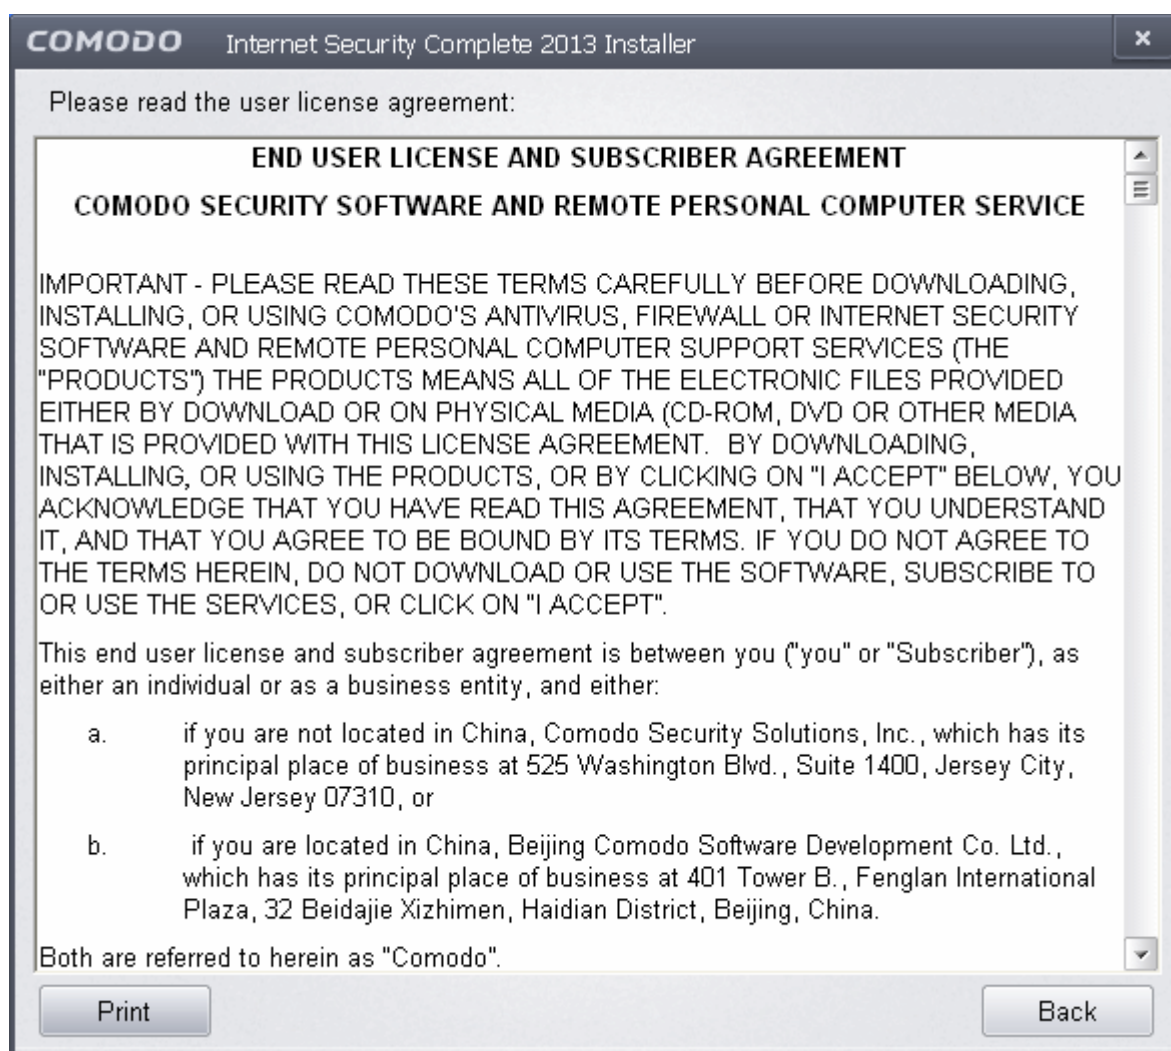 COMODO Internet Security Complete 2013 Installer
Please read the user license agreement:
END USER LICENSE AND SUBSCRIBER AGREEMENT
COMODO SECURITY SOFTWARE AND REMOTE PERSONAL COMPUTER SERVICE
IMPORTANT - PLEASE READ THESE TERMS CAREFULLY BEFORE DOWNLOADING,
INSTALLING, OR USING COMODO'S ANTIVIRUS, FIREWALL OR INTERNET SECURITY
SOFTWARE AND REMOTE PERSONAL COMPUTER SUPPORT SERVICES (THE
"PRODUCTS") THE PRODUCTS MEANS ALL OF THE ELECTRONIC FILES PROVIDED
EITHER BY DOWNLOAD OR ON PHYSICAL MEDIA (CD-ROM, DVD OR OTHER MEDIA
THAT IS PROVIDED WITH THIS LICENSE AGREEMENT.  BY DOWNLOADING,
INSTALLING, OR USING THE PRODUCTS, OR BY CLICKING ON "I ACCEPT" BELOW, YOU
ACKNOWLEDGE THAT YOU HAVE READ THIS AGREEMENT, THAT YOU UNDERSTAND
IT, AND THAT YOU AGREE TO BE BOUND BY ITS TERMS. IF YOU DO NOT AGREE TO
THE TERMS HEREIN, DO NOT DOWNLOAD OR USE THE SOFTWARE, SUBSCRIBE TO
OR USE THE SERVICES, OR CLICK ON "I ACCEPT".
This end user license and subscriber agreement is between you ("you" or "Subscriber"), as
either an individual or as a business entity, and either:
a. if you are not located in China, Comodo Security Solutions, Inc., which has its
principal place of business at 525 Washington Blvd., Suite 1400, Jersey City,
New Jersey 07310, or
b. if you are located in China, Beijing Comodo Software Development Co. Ltd.,
which has its principal place of business at 401 Tower B., Fenglan International
Plaza, 32 Beidajie Xizhimen, Haidian District, Beijing, China.
Both are referred to herein as "Comodo".
Print
Back